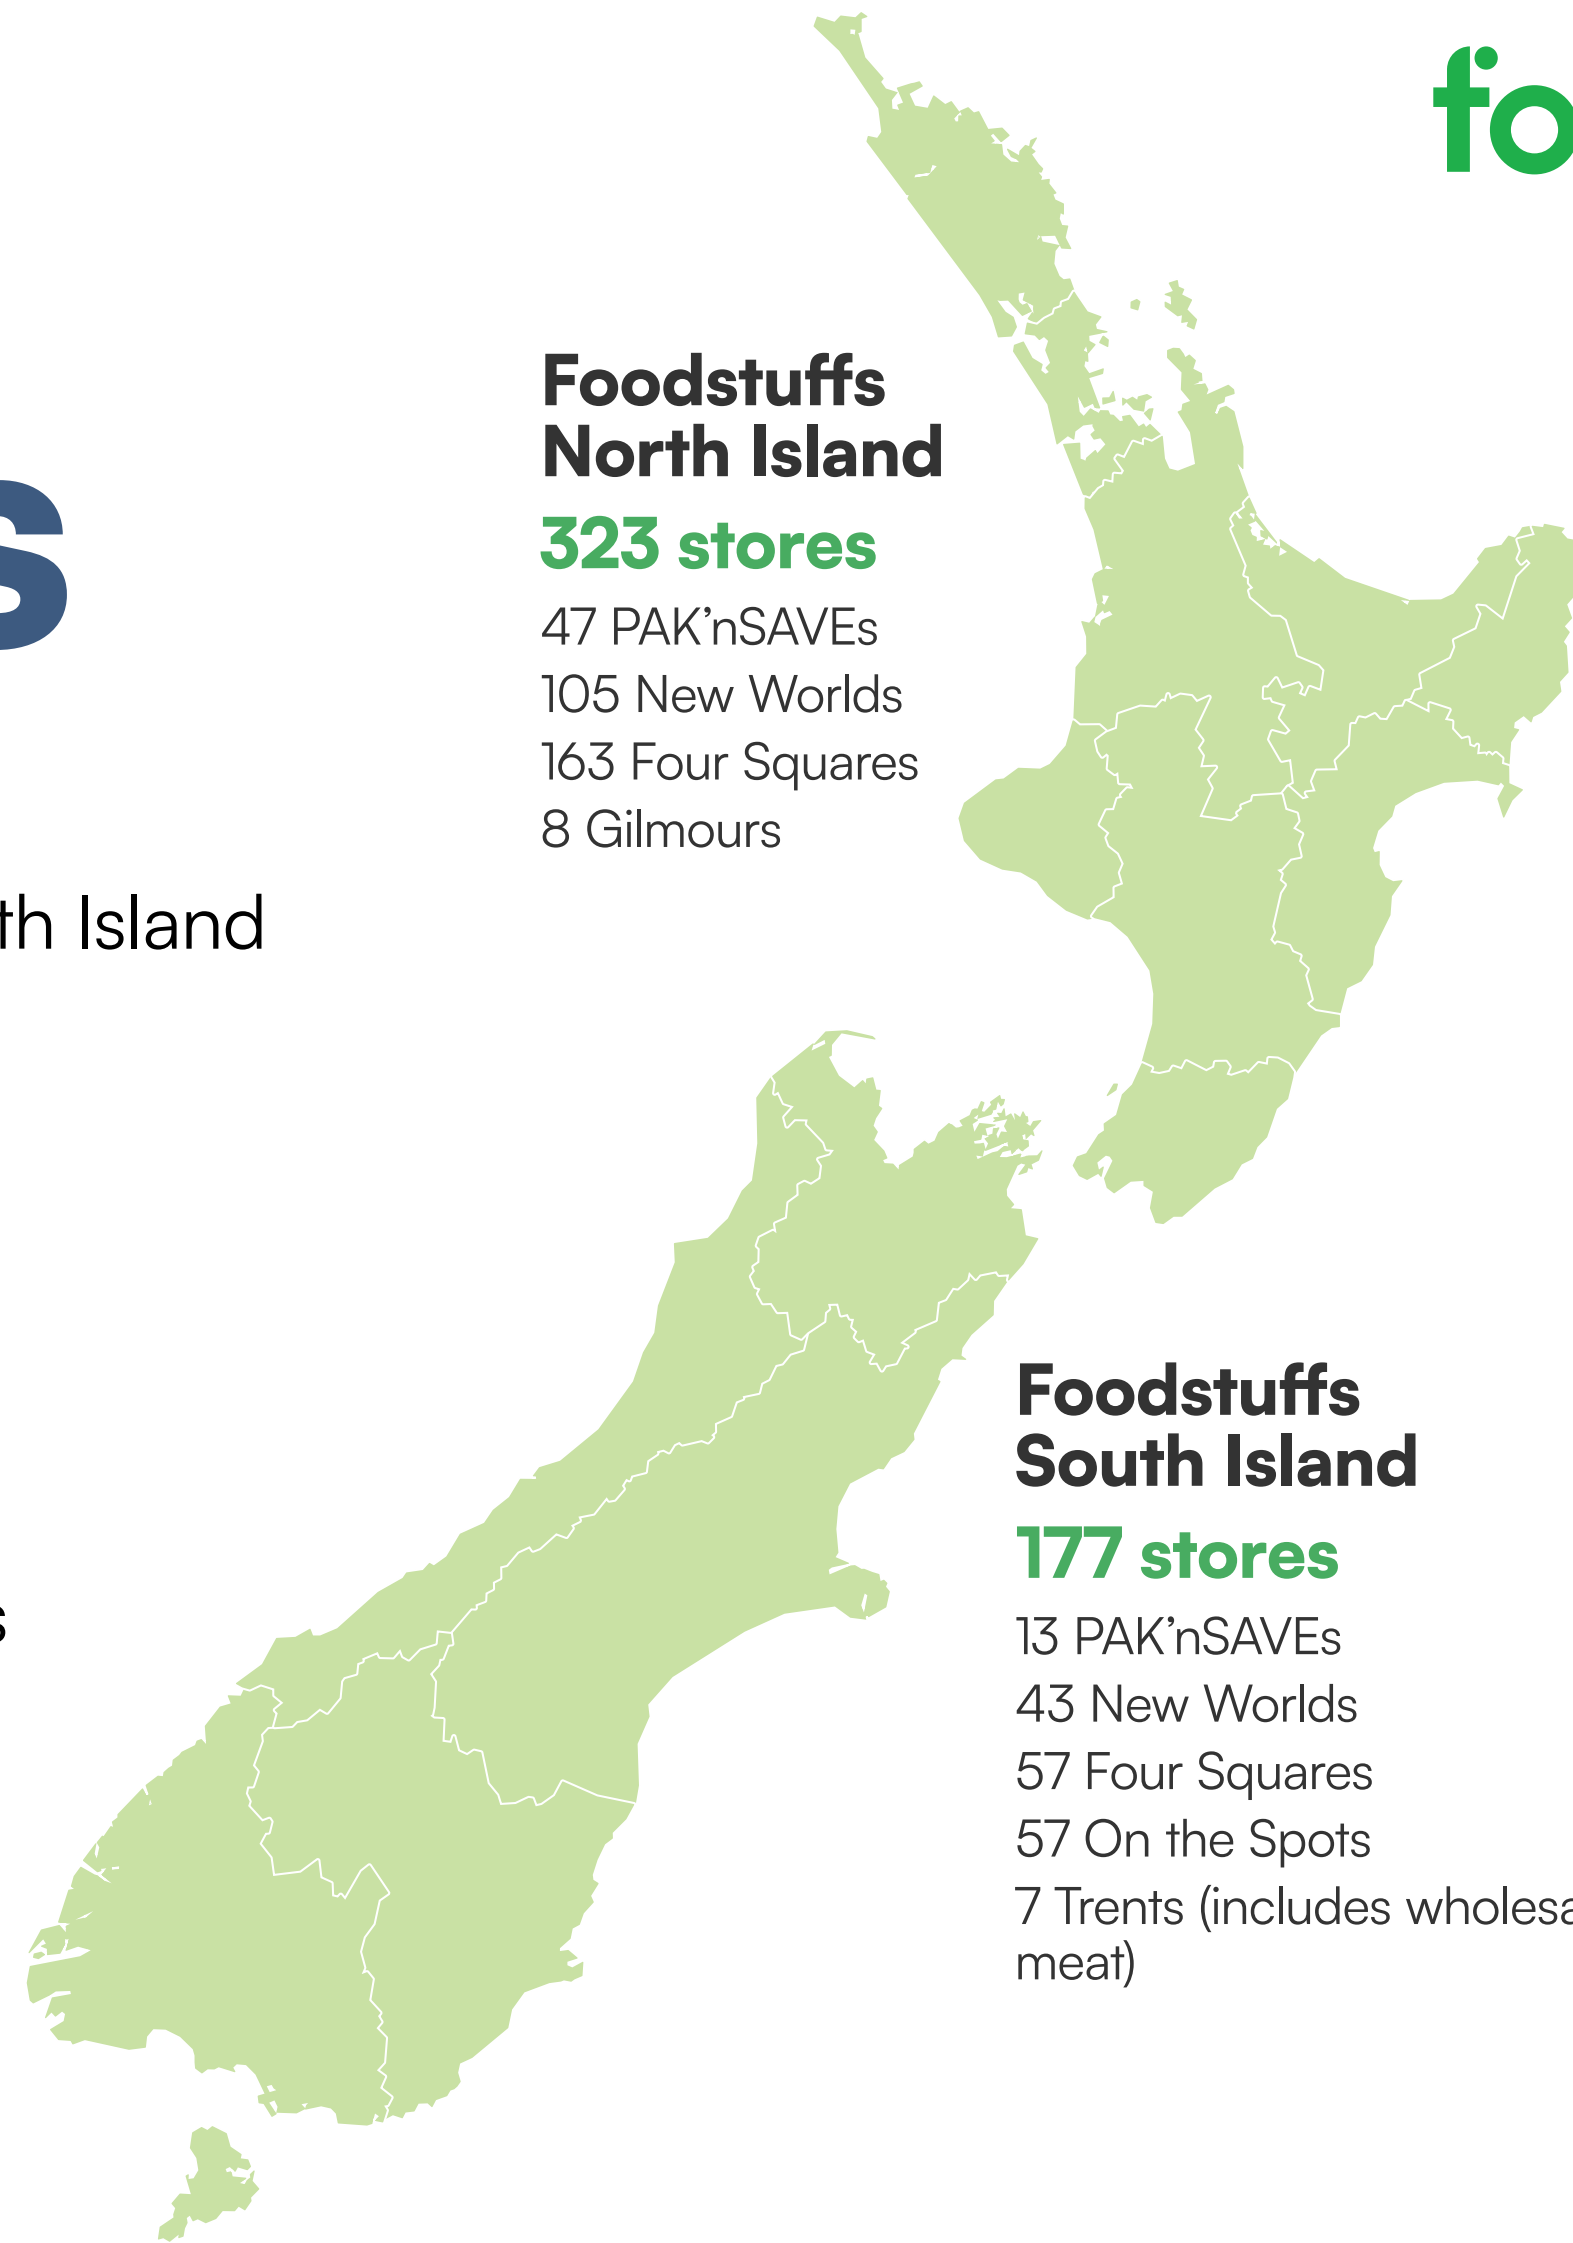 fo
Foodstuffs
North Island
323 stores
47 PAK’nSAVEs
105 New Worlds
163 Four Squares
8 Gilmours
s
th Island
s
Foodstuffs
South Island
177 stores
13 PAK’nSAVEs
43 New Worlds
57 Four Squares
57 On the Spots
7 Trents (includes wholesa
meat)